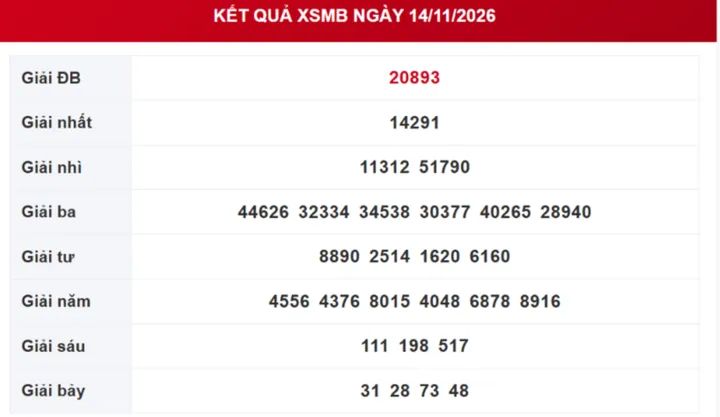 KẾT QUẢ XSMB NGÀY 14/11/2026
Giải ĐB 20893
Giải nhất 14291
Giải nhì 11312 51790
Giải ba 44626 32334 34538 30377 40265 28940
Giải tư 8890 2514 1620 6160
Giải năm 4556 4376 8015 4048 6878 8916
Giải sáu 111 198 517
Giải bảy 31 28 73 48